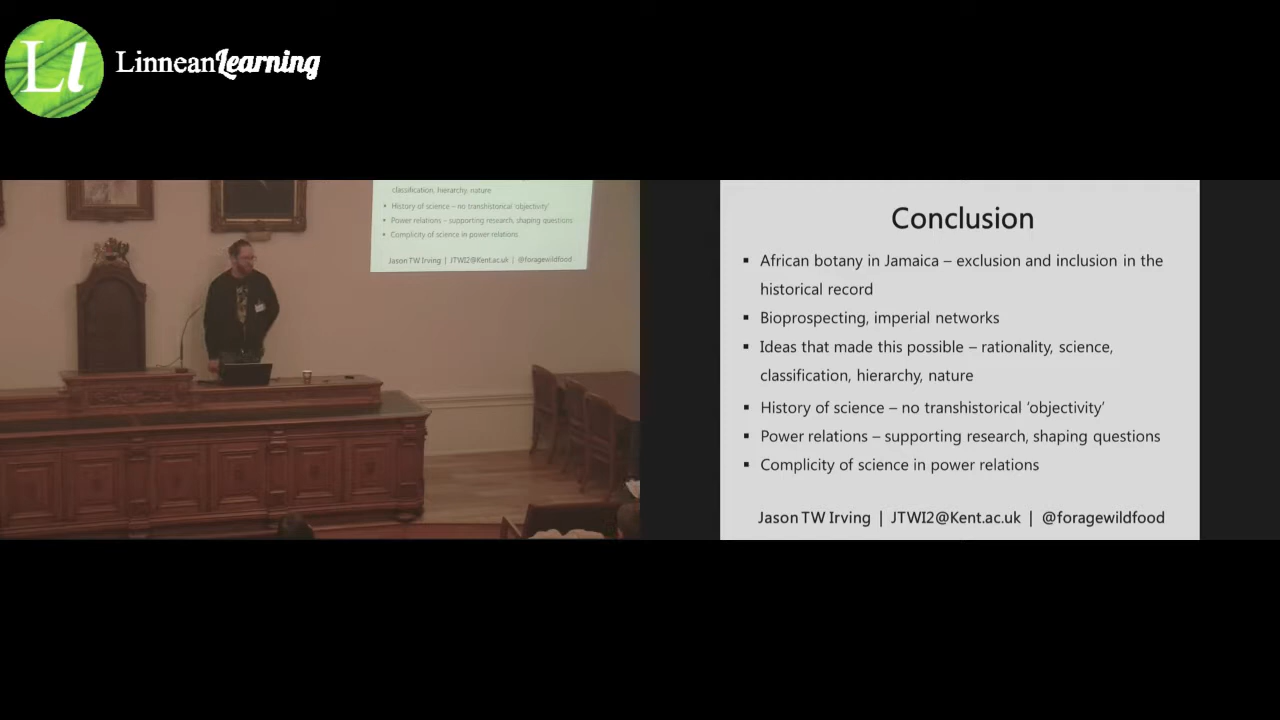 Ll LinneanLearning
classification, hierarchy, nature
▪ History of science – no transhistorical 'objectivity'
▪ Power relations – supporting research, shaping questions
▪ Complicity of science in power relations
Jason TW Irving | JTWI2@Kent.ac.uk | @foragewildfood
Conclusion
▪ African botany in Jamaica – exclusion and inclusion in the
historical record
▪ Bioprospecting, imperial networks
▪ Ideas that made this possible – rationality, science,
classification, hierarchy, nature
▪ History of science – no transhistorical 'objectivity'
▪ Power relations – supporting research, shaping questions
▪ Complicity of science in power relations
Jason TW Irving | JTWI2@Kent.ac.uk | @foragewildfood